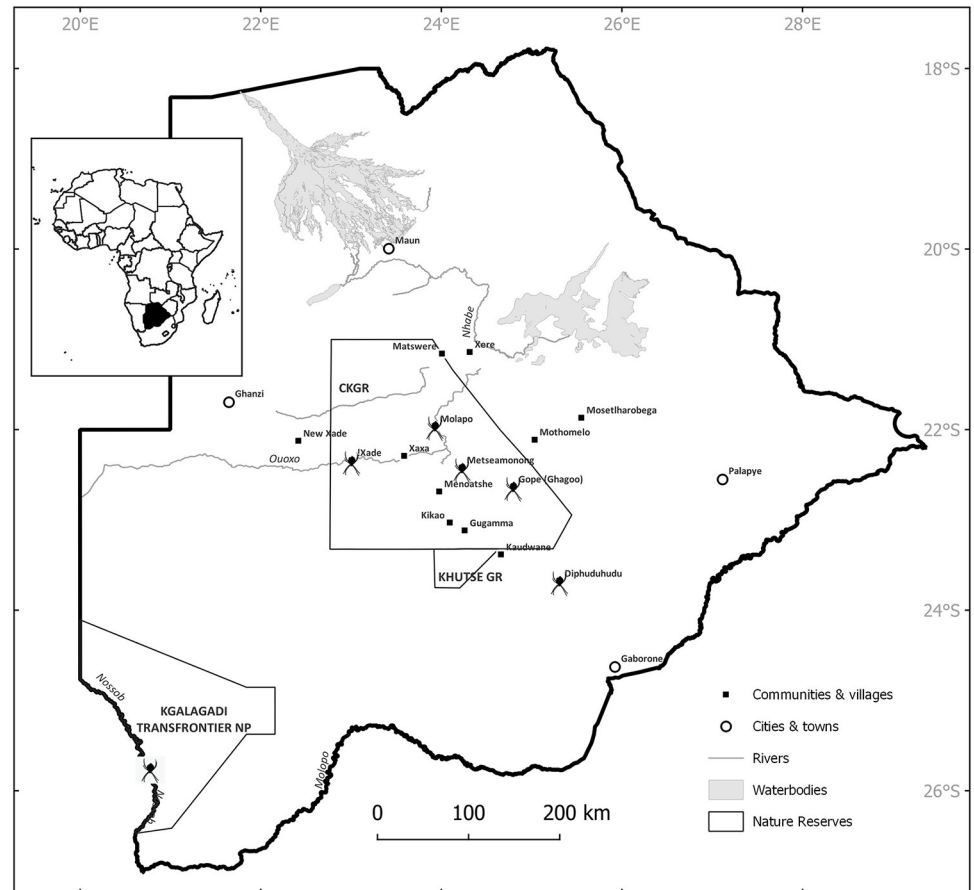 20°E 22°E 24°E 26°E 28°E
18°S
20°S
22°S
24°S
26°S
Maun
Nhabe
Matswere
Xere
CKGR
Ghanzi
Molapo
Mosetlharobega
New Xade
Mothomelo
!Xade
Xaxa
Ouoxo
Metseamonong
Palapye
Menoatshe
Gope (Ghagoo)
Kikao
Gugamma
Kaudwane
KHUTSE GR
Diphuduhudu
Gaborone
Nossob
KGALAGADI
TRANSFRONTIER NP
Molopo
Communities & villages
Cities & towns
Rivers
Waterbodies
Nature Reserves
0 100 200 km